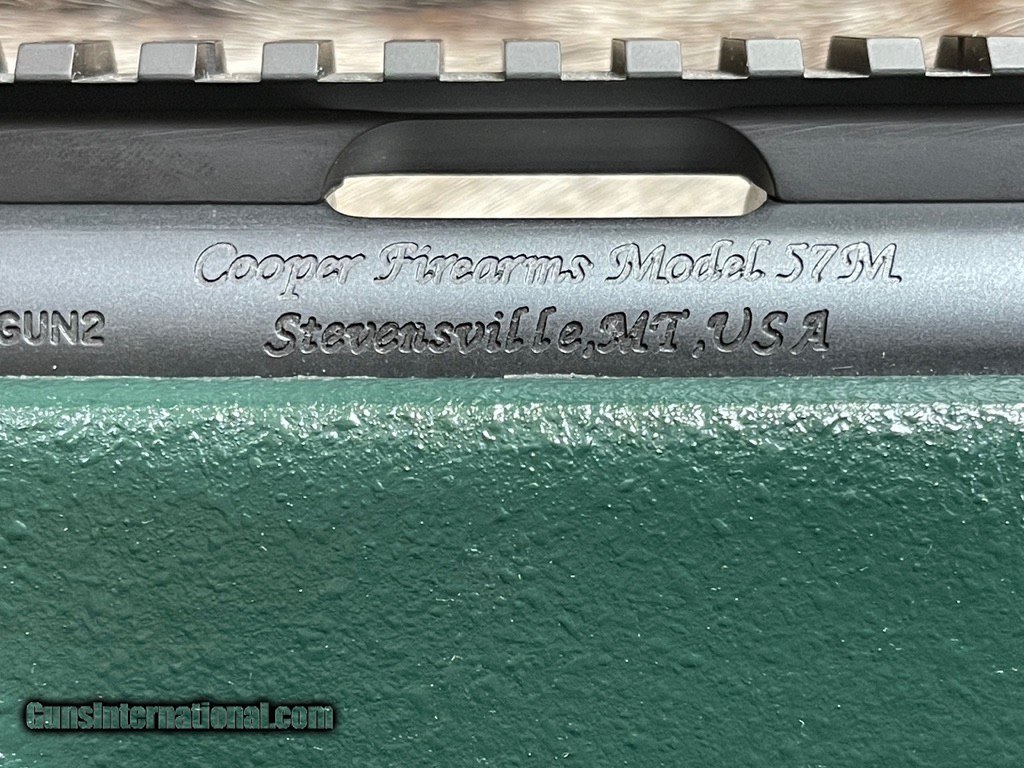 Cooper Firearms Model 57M
GUN2
Stevensville,MT,USA
GunsInternational.com